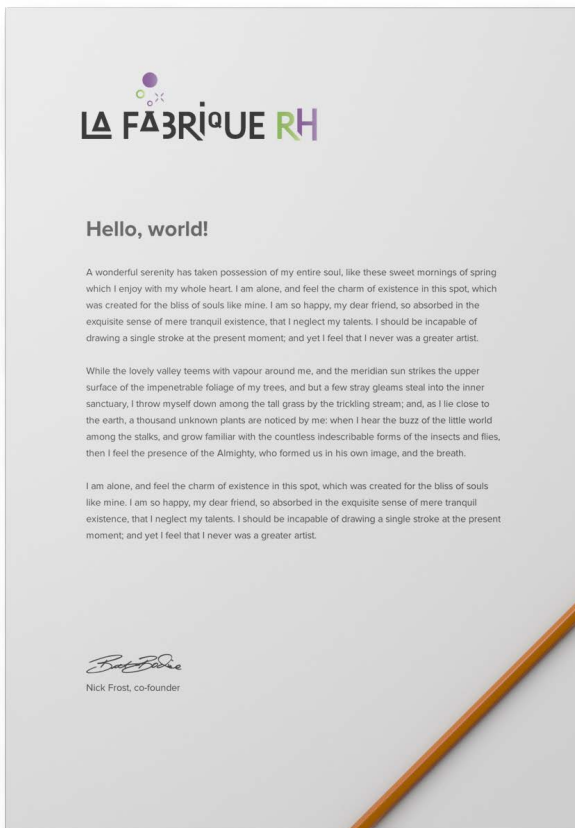 LA FABRIQUE RH
Hello, world!
A wonderful serenity has taken possession of my entire soul, like these sweet mornings of spring
which I enjoy with my whole heart. I am alone, and feel the charm of existence in this spot, which
was created for the bliss of souls like mine. I am so happy, my dear friend, so absorbed in the
exquisite sense of mere tranquil existence, that I neglect my talents. I should be incapable of
drawing a single stroke at the present moment; and yet I feel that I never was a greater artist.
While the lovely valley teems with vapour around me, and the meridian sun strikes the upper
surface of the impenetrable foliage of my trees, and but a few stray gleams steal into the inner
sanctuary, I throw myself down among the tall grass by the trickling stream; and, as I lie close to
the earth, a thousand unknown plants are noticed by me: when I hear the buzz of the little world
among the stalks, and grow familiar with the countless indescribable forms of the insects and flies,
then I feel the presence of the Almighty, who formed us in his own image, and the breath.
I am alone, and feel the charm of existence in this spot, which was created for the bliss of souls
like mine. I am so happy, my dear friend, so absorbed in the exquisite sense of mere tranquil
existence, that I neglect my talents. I should be incapable of drawing a single stroke at the present
moment; and yet I feel that I never was a greater artist.
Nick Frost, co-founder